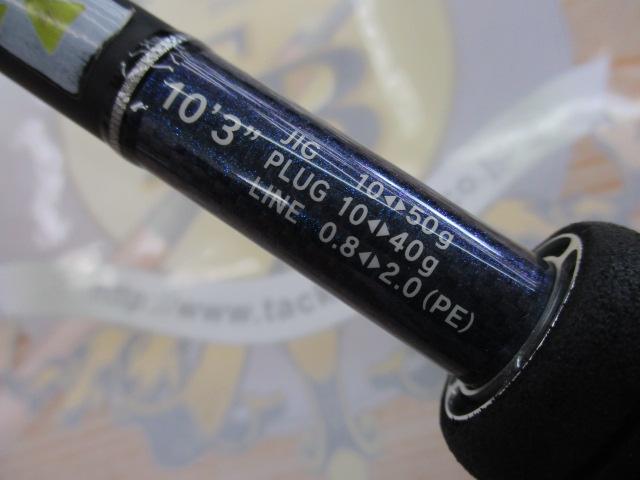 10'3"
JIG 10◀▶50g
PLUG 10◀▶40g
LINE 0.8◀▶2.0(PE)
http://www.tac